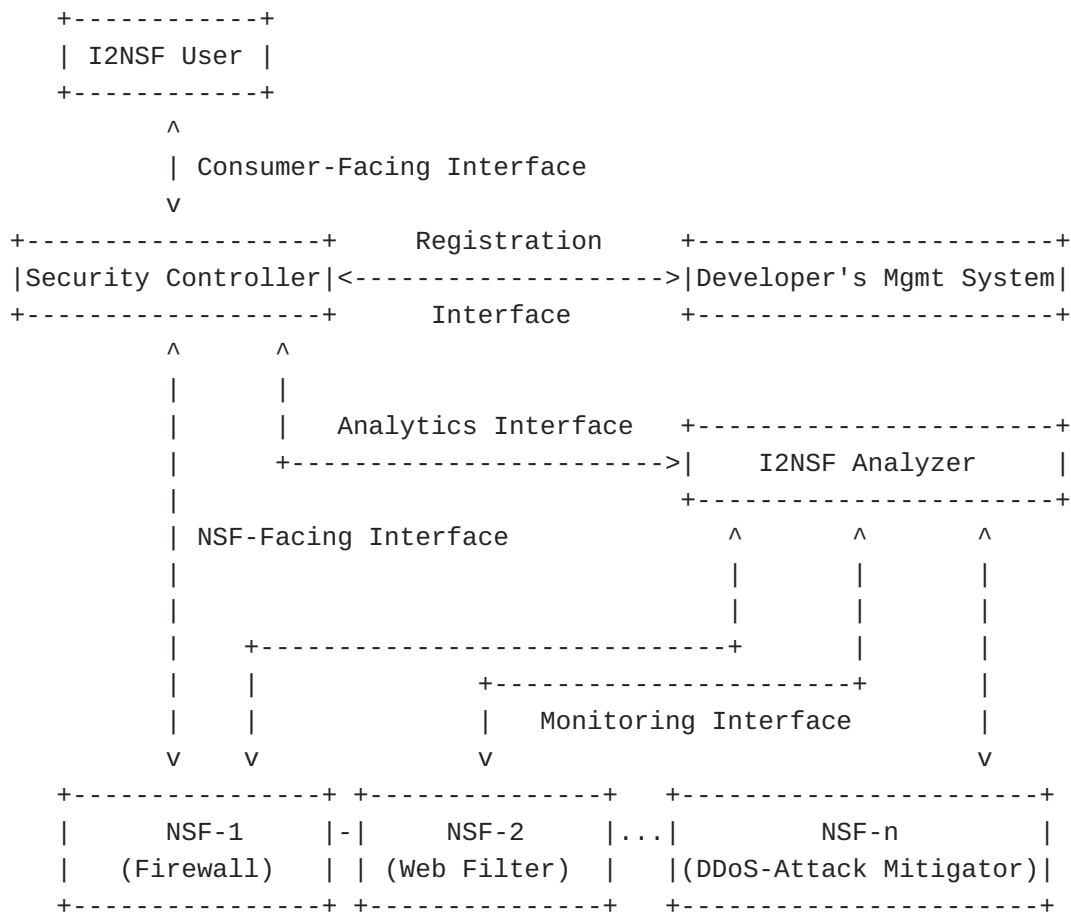 I2NSF User
Consumer-Facing Interface
Registration
Security Controller Developer's Mgmt System
Interface
Analytics Interface
I2NSF Analyzer
NSF-Facing Interface
Monitoring Interface
NSF-1 NSF-2 ... NSF-n
(Firewall) (Web Filter) (DDoS-Attack Mitigator)